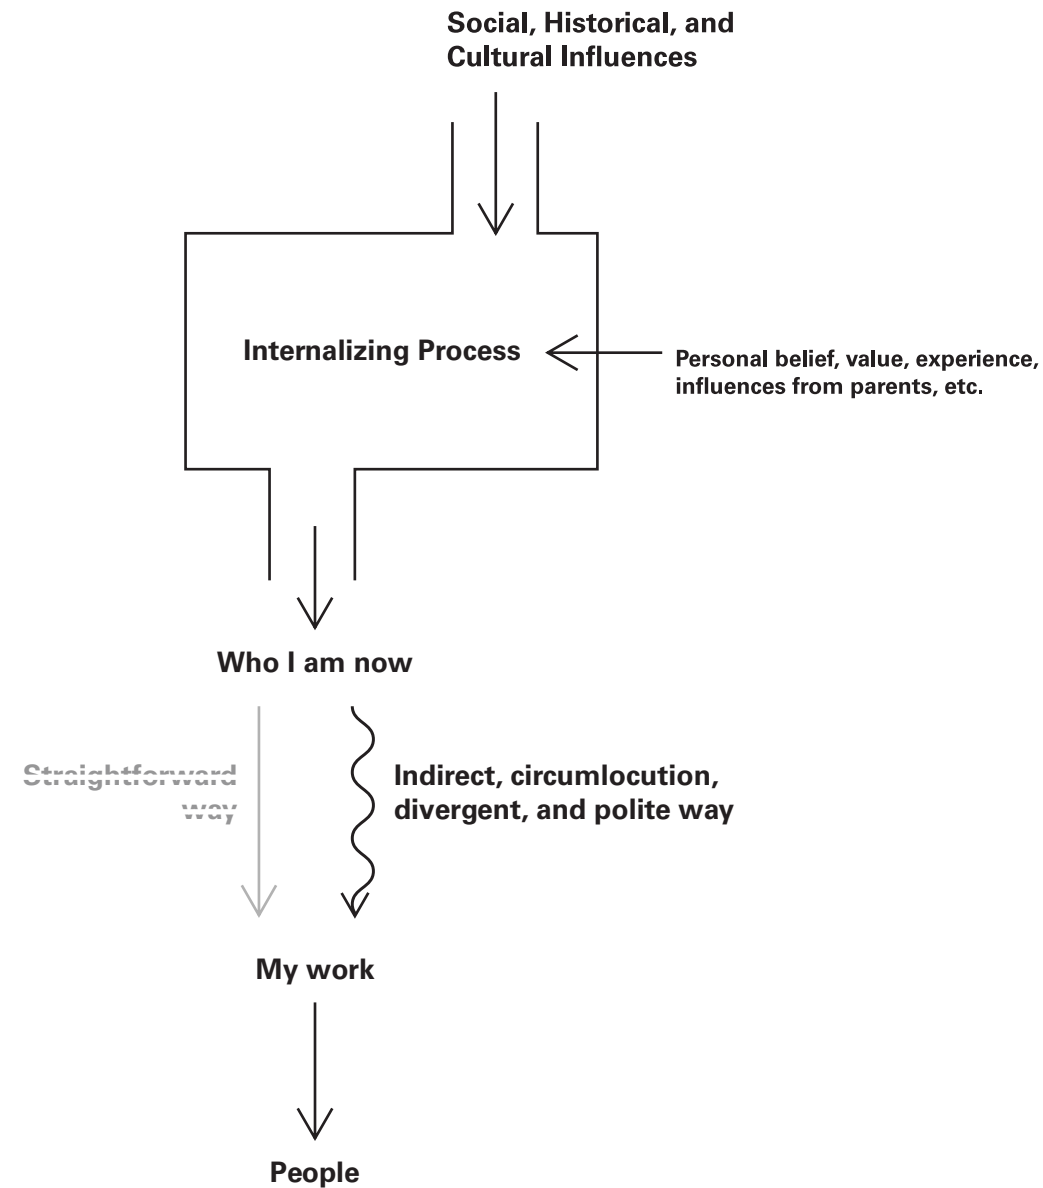 Social, Historical, and
Cultural Influences
Internalizing Process
Personal belief, value, experience,
influences from parents, etc.
Who I am now
Straightforward
way
Indirect, circumlocution,
divergent, and polite way
My work
People